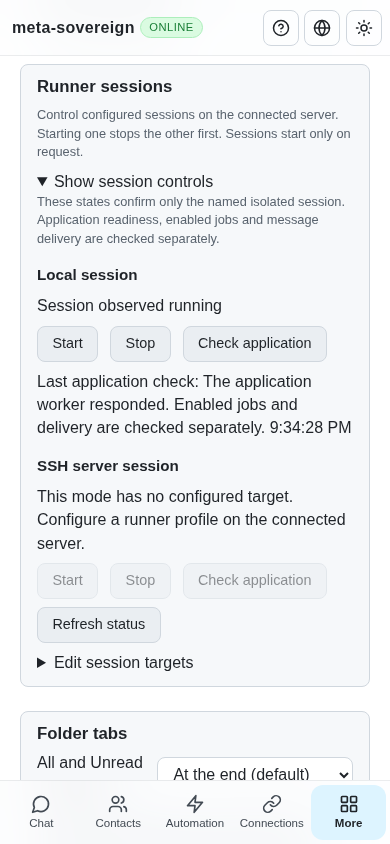 meta-sovereign ONLINE
Runner sessions
Control configured sessions on the connected server.
Starting one stops the other first. Sessions start only on
request.
Show session controls
These states confirm only the named isolated session.
Application readiness, enabled jobs and message
delivery are checked separately.
Local session
Session observed running
Start Stop Check application
Last application check: The application
worker responded. Enabled jobs and
delivery are checked separately. 9:34:28 PM
SSH server session
This mode has no configured target.
Configure a runner profile on the connected
server.
Start Stop Check application
Refresh status
Edit session targets
Folder tabs
All and Unread
At the end (default)
Chat Contacts Automation Connections More